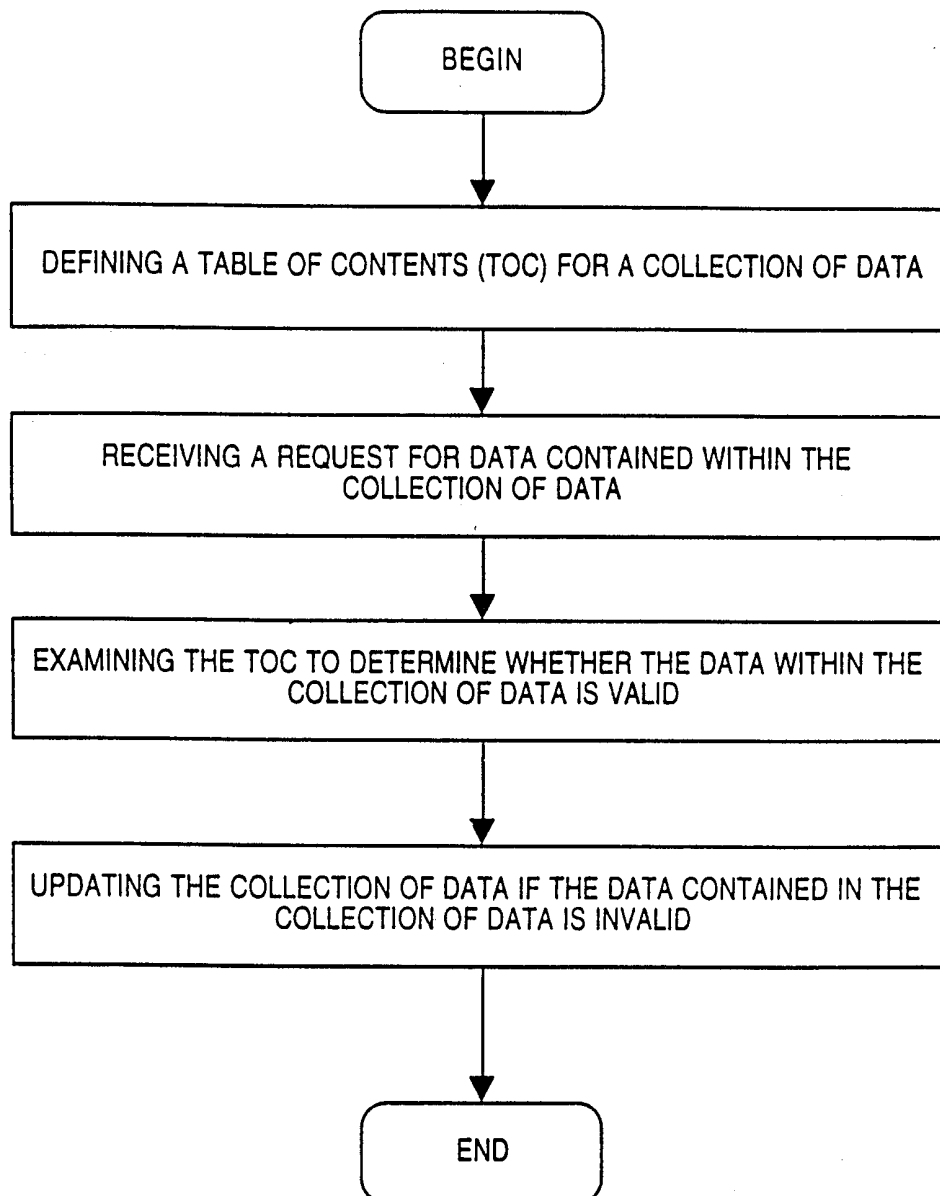 BEGIN
DEFINING A TABLE OF CONTENTS (TOC) FOR A COLLECTION OF DATA
RECEIVING A REQUEST FOR DATA CONTAINED WITHIN THE
COLLECTION OF DATA
EXAMINING THE TOC TO DETERMINE WHETHER THE DATA WITHIN THE
COLLECTION OF DATA IS VALID
UPDATING THE COLLECTION OF DATA IF THE DATA CONTAINED IN THE
COLLECTION OF DATA IS INVALID
END